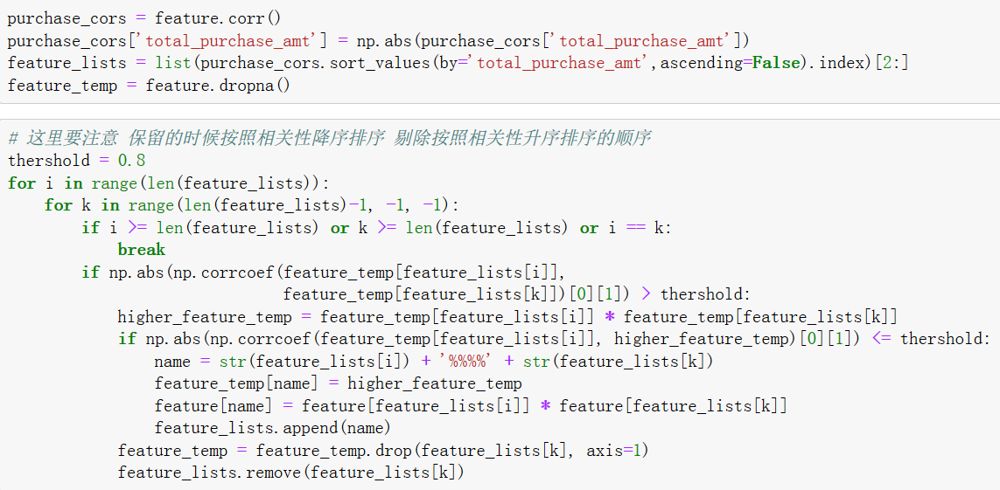 purchase_cors = feature.corr()
purchase_cors['total_purchase_amt'] = np.abs(purchase_cors['total_purchase_amt'])
feature_lists = list(purchase_cors.sort_values(by='total_purchase_amt',ascending=False).index)[2:]
feature_temp = feature.dropna()
# 这里要注意 保留的时候按照相关性降序排序 剔除按照相关性升序排序的顺序
thershold = 0.8
for i in range(len(feature_lists)):
    for k in range(len(feature_lists)-1, -1, -1):
        if i >= len(feature_lists) or k >= len(feature_lists) or i == k:
            break
        if np.abs(np.corrcoef(feature_temp[feature_lists[i]],
                              feature_temp[feature_lists[k]])[0][1]) > thershold:
            higher_feature_temp = feature_temp[feature_lists[i]] * feature_temp[feature_lists[k]]
            if np.abs(np.corrcoef(feature_temp[feature_lists[i]], higher_feature_temp)[0][1]) <= thershold:
                name = str(feature_lists[i]) + '%%%%' + str(feature_lists[k])
                feature_temp[name] = higher_feature_temp
                feature[name] = feature[feature_lists[i]] * feature[feature_lists[k]]
                feature_lists.append(name)
            feature_temp = feature_temp.drop(feature_lists[k], axis=1)
            feature_lists.remove(feature_lists[k])